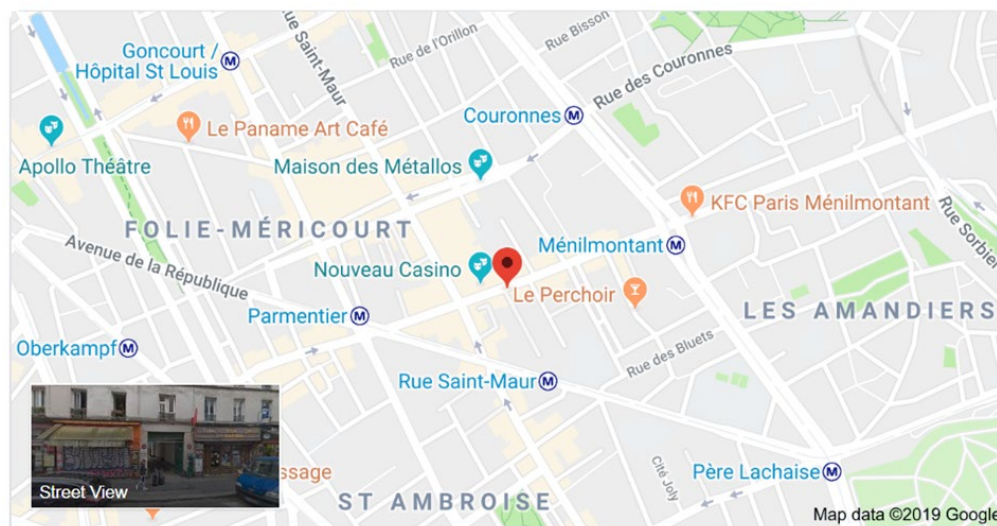 Goncourt /
Hôpital St Louis
M
Rue Saint-Maur
Rue de l'Orillon
Rue Bisson
Rue des Couronnes
Couronnes M
Le Paname Art Café
Apollo Théâtre
Maison des Métallos
KFC Paris Ménilmontant
Rue Sorbier
FOLIE-MÉRICOURT
Avenue de la République
Ménilmontant M
Nouveau Casino
Le Perchoir
LES AMANDIERS
Parmentier M
Oberkampf M
Rue des Bluets
Rue Saint-Maur M
Street View
ssage
Cité Joly
Père Lachaise M
ST AMBROISE
Map data ©2019 Google